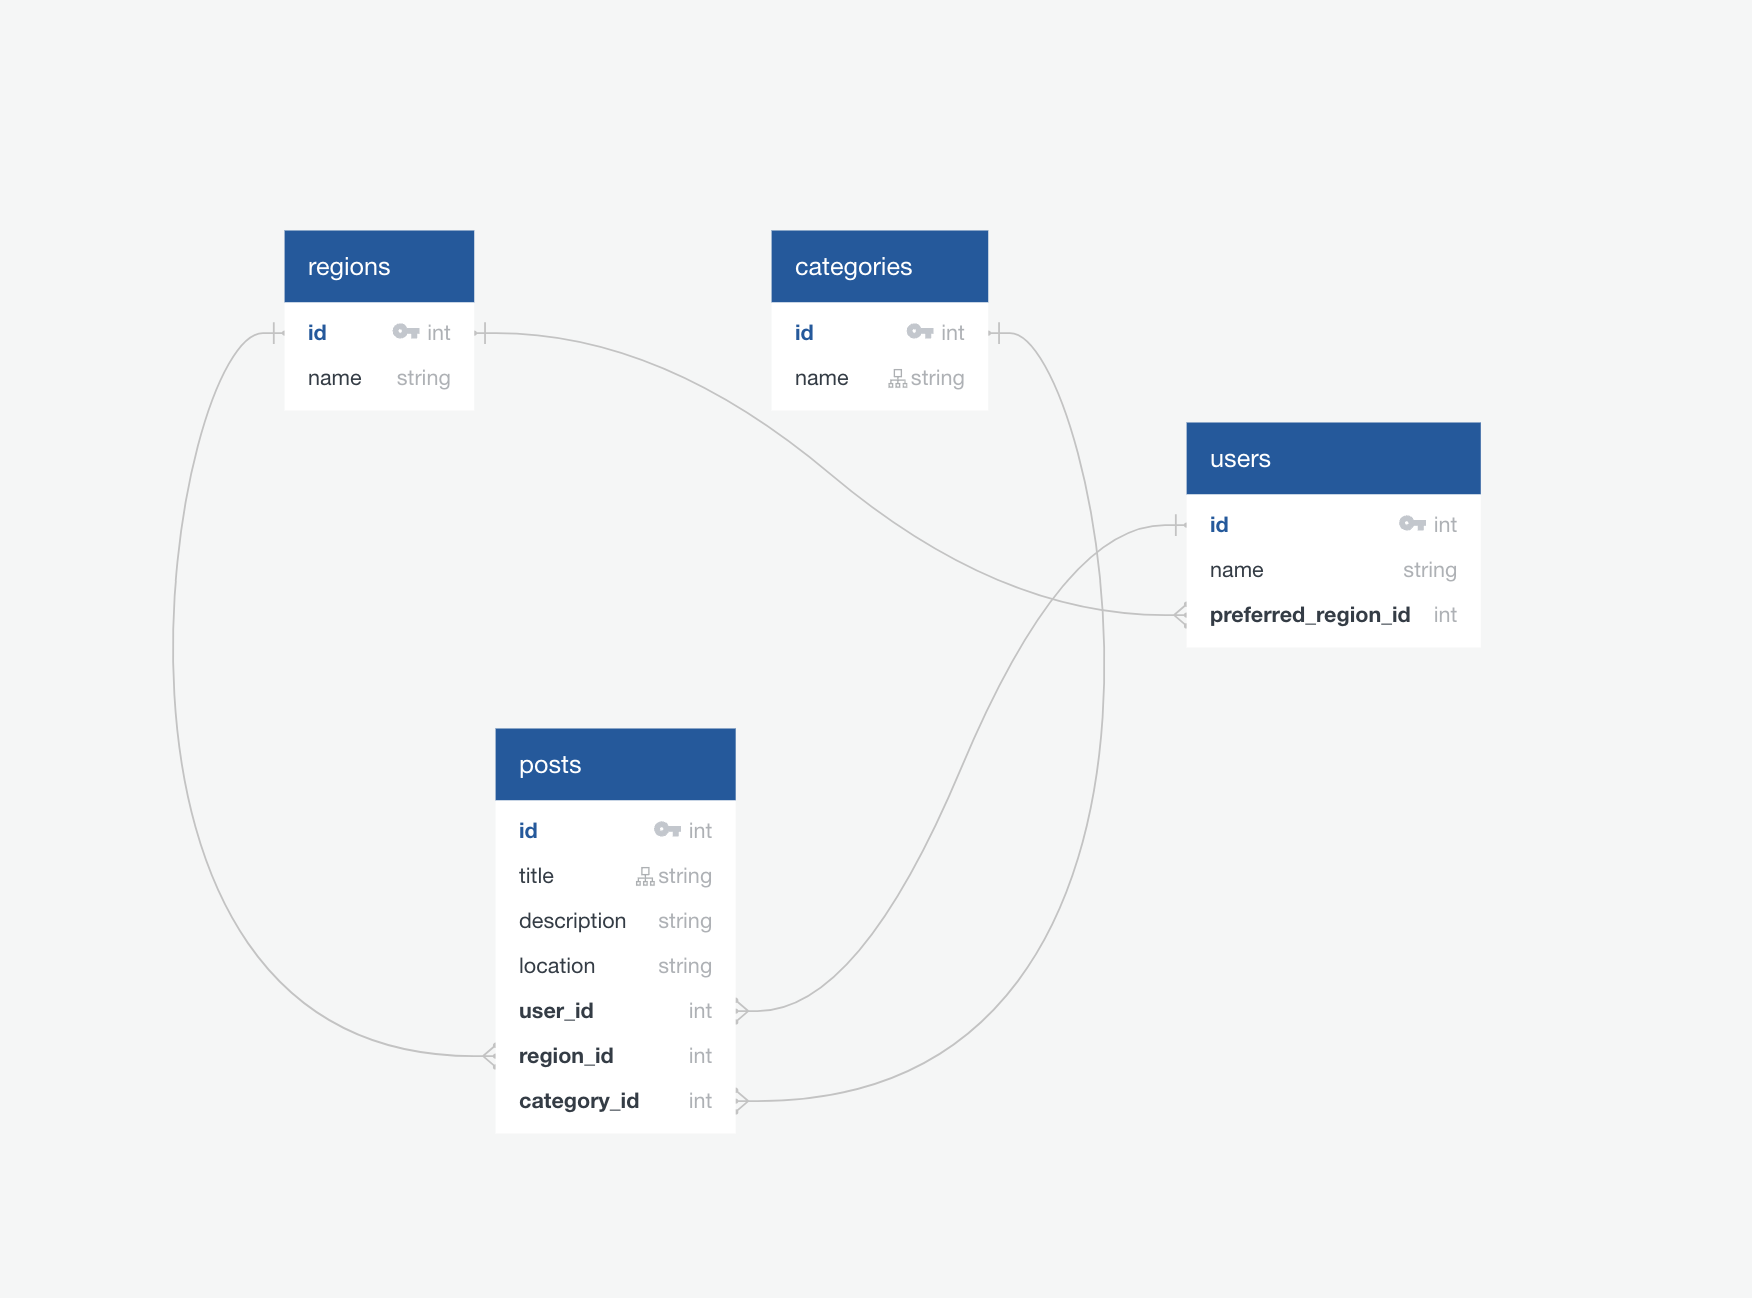 regions
id int
name string
categories
id int
name string
users
id int
name string
preferred_region_id int
posts
id int
title string
description string
location string
user_id int
region_id int
category_id int